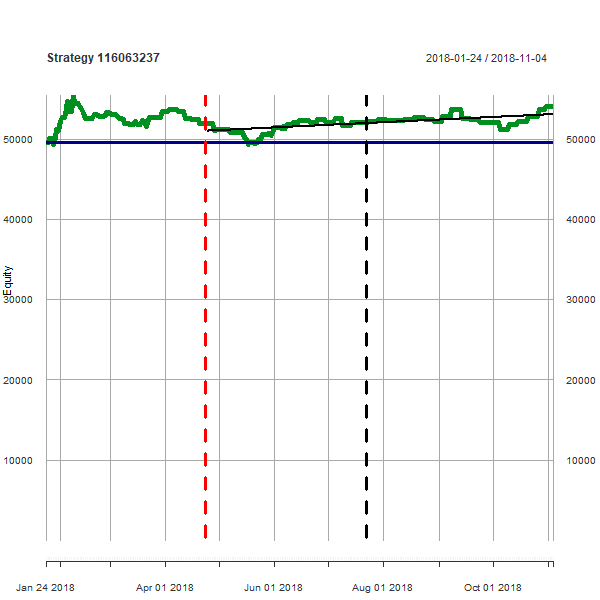 Strategy 116063237
2018-01-24 / 2018-11-04
50000
50000
40000
40000
Equity
30000
30000
20000
20000
10000
10000
Jan 24 2018
Apr 01 2018
Jun 01 2018
Aug 01 2018
Oct 01 2018